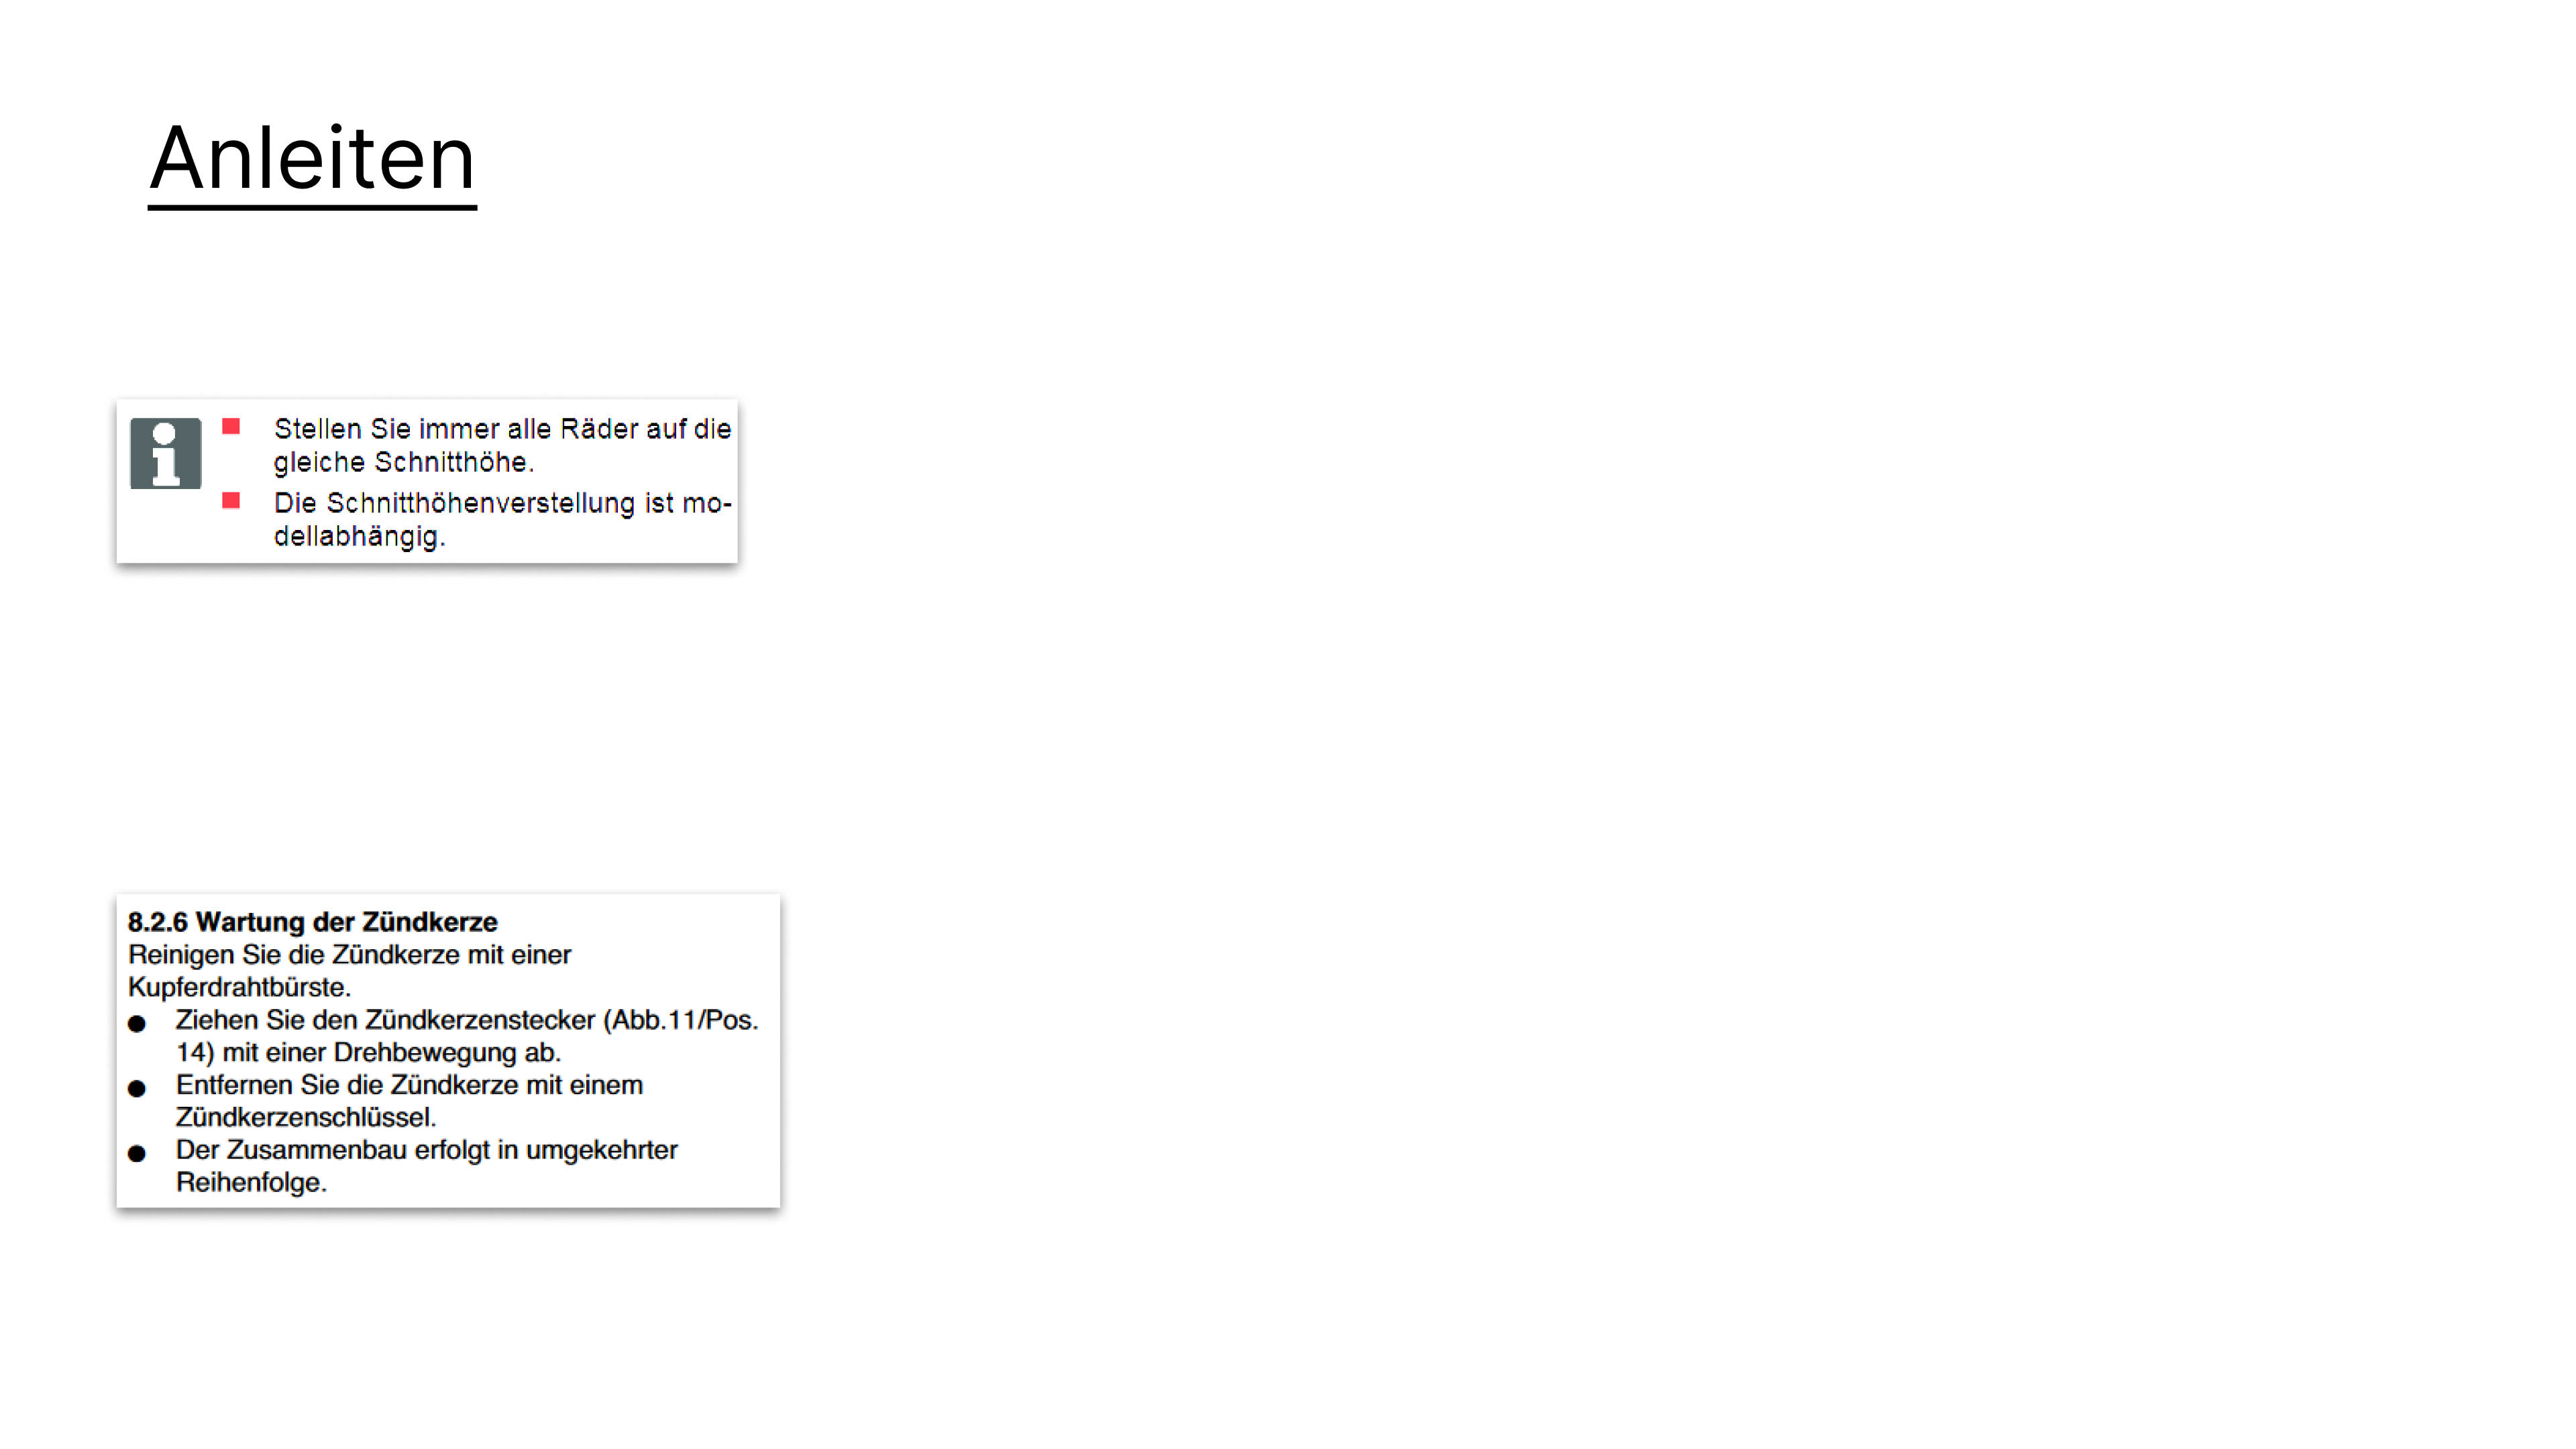 Anleiten
Stellen Sie immer alle Räder auf die
gleiche Schnitthöhe.
Die Schnitthöhenverstellung ist mo-
dellabhängig.
8.2.6 Wartung der Zündkerze
Reinigen Sie die Zündkerze mit einer
Kupferdrahtbürste.
● Ziehen Sie den Zündkerzenstecker (Abb.11/Pos.
14) mit einer Drehbewegung ab.
● Entfernen Sie die Zündkerze mit einem
Zündkerzenschlüssel.
● Der Zusammenbau erfolgt in umgekehrter
Reihenfolge.